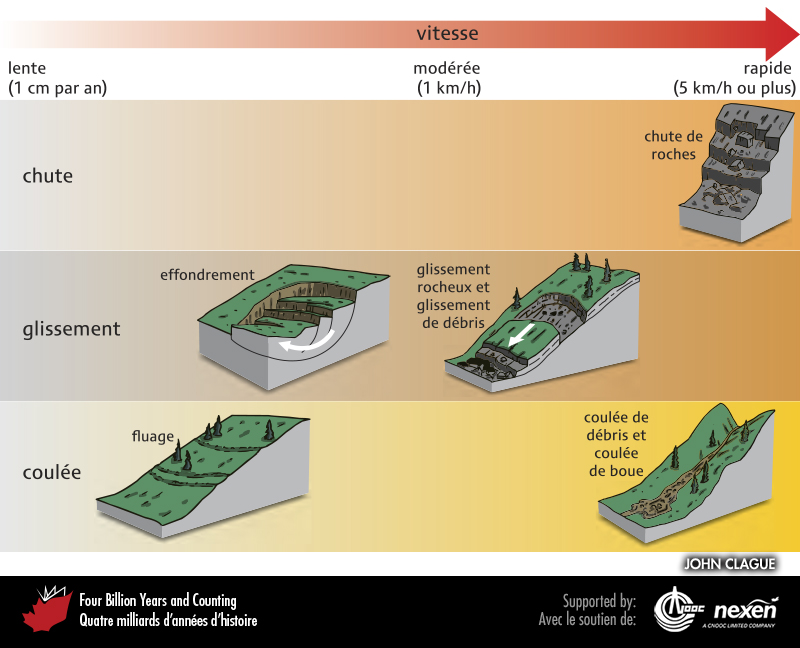 vitesse
lente
(1 cm par an)
modérée
(1 km/h)
rapide
(5 km/h ou plus)
chute
chute de
roches
glissement
effondrement
glissement
rocheux et
glissement
de débris
coulée
fluage
coulée de
débris et
coulée
de boue
JOHN CLAGUE
Four Billion Years and Counting
Quatre milliards d'années d'histoire
Supported by:
Avec le soutien de:
CNOOC
nexen
A CNOOC LIMITED COMPANY